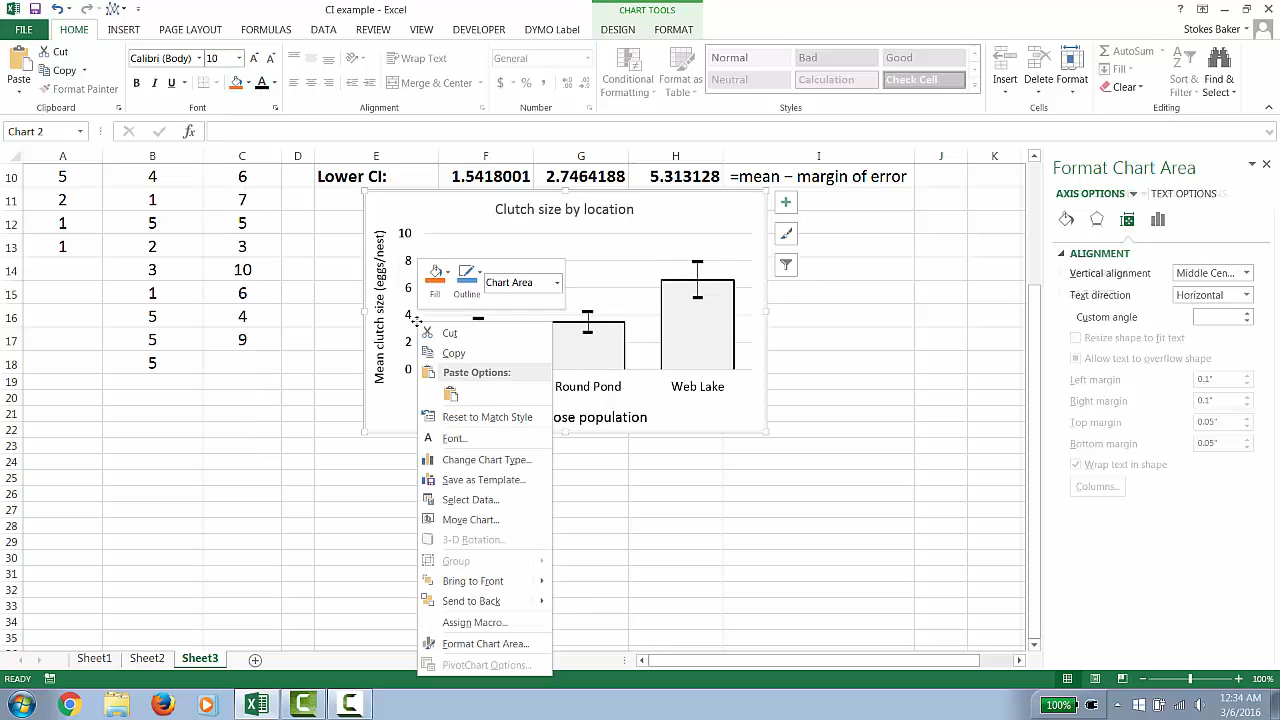 CI example - Excel
CHART TOOLS
FILE HOME INSERT PAGE LAYOUT FORMULAS DATA REVIEW VIEW DEVELOPER DYMO Label DESIGN FORMAT
Stokes Baker
Paste
Cut
Copy
Format Painter
Calibri (Body) 10
B I U
Wrap Text
Merge & Center
General
$ % ,
Conditional Formatting
Format as Table
Normal Bad Good
Neutral Calculation Check Cell
Insert Delete Format
AutoSum
Fill
Clear
Sort & Filter
Find & Select
Clipboard Font Alignment Number Styles Cells Editing
Chart 2
fx
A B C D E F G H I J K
10 5 4 6 Lower CI: 1.5418001 2.7464188 5.313128 =mean − margin of error
11 2 1 7
12 1 5 5
13 1 2 3
14 3 10
15 1 6
16 5 4
17 5 9
18 5
19
20
21
22
23
24
25
26
27
28
29
30
31
32
33
34
35
Clutch size by location
Mean clutch size (eggs/nest)
10
8
6
4
2
0
Round Pond Web Lake
ose population
Fill Outline
Chart Area
Cut
Copy
Paste Options:
Reset to Match Style
Font...
Change Chart Type...
Save as Template...
Select Data...
Move Chart...
3-D Rotation...
Group
Bring to Front
Send to Back
Assign Macro...
Format Chart Area...
PivotChart Options...
Format Chart Area
AXIS OPTIONS TEXT OPTIONS
ALIGNMENT
Vertical alignment Middle Cen...
Text direction Horizontal
Custom angle
Resize shape to fit text
Allow text to overflow shape
Left margin 0.1"
Right margin 0.1"
Top margin 0.05"
Bottom margin 0.05"
Wrap text in shape
Columns...
Sheet1 Sheet2 Sheet3
READY
100%
100%
12:34 AM
3/6/2016